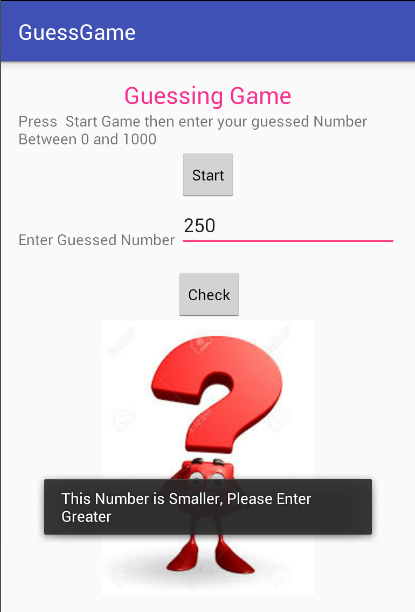 GuessGame
Guessing Game
Press  Start Game then enter your guessed Number
Between 0 and 1000
Start
Enter Guessed Number 250
Check
This Number is Smaller, Please Enter
Greater